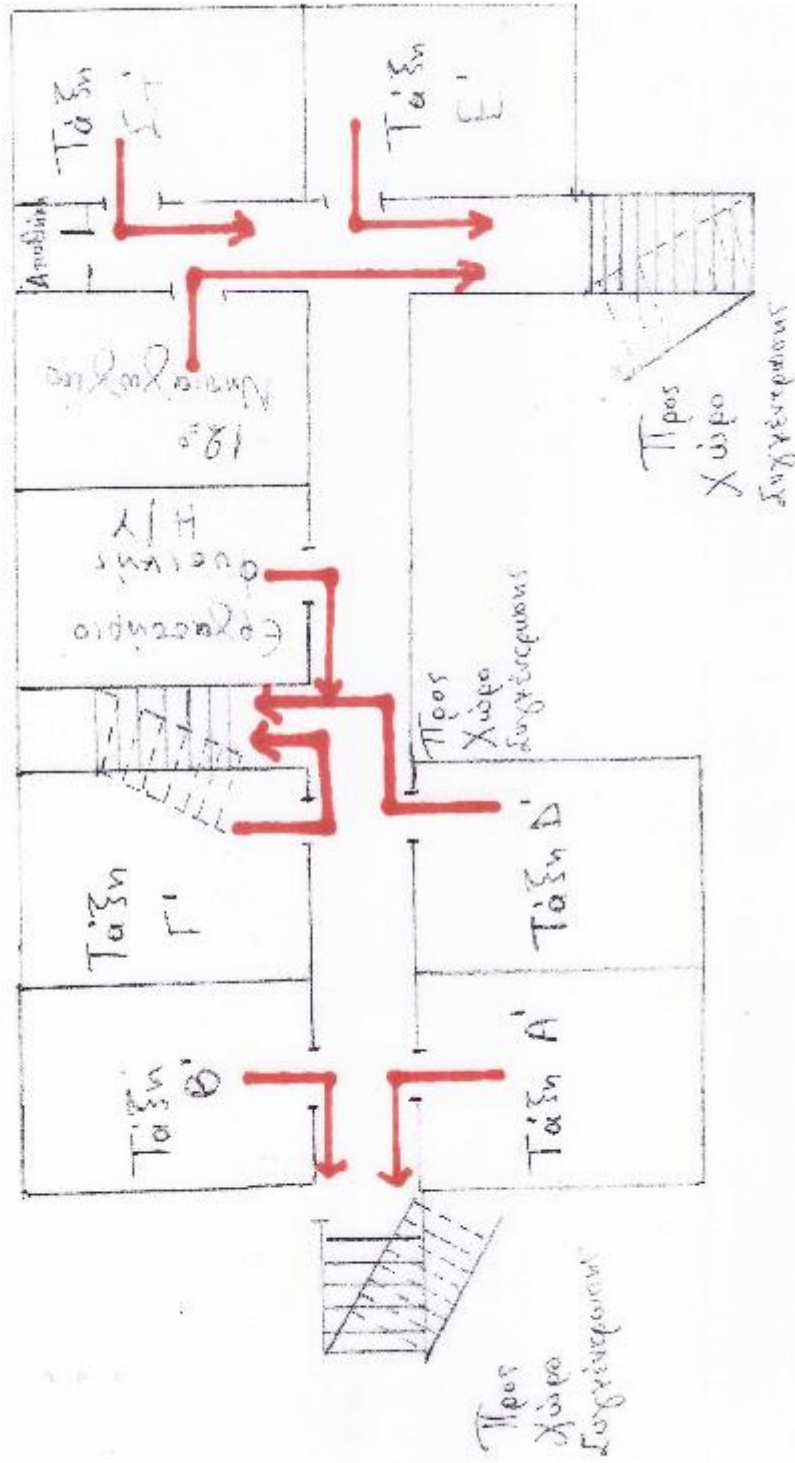 Τάξη
ΣΤ'
Τάξη
Ε'
Αποθήκη
Νηπιαγωγείο
12ο
Εργαστήριο
Φυσικής
Η/Υ
Προς
Χώρο
Συγκέντρωσης
Προς
Χώρο
Συγκέντρωσης
Τάξη
Γ'
Τάξη Δ'
Τάξη
Β'
Τάξη Α'
Προς
Χώρο
Συγκέντρωσης